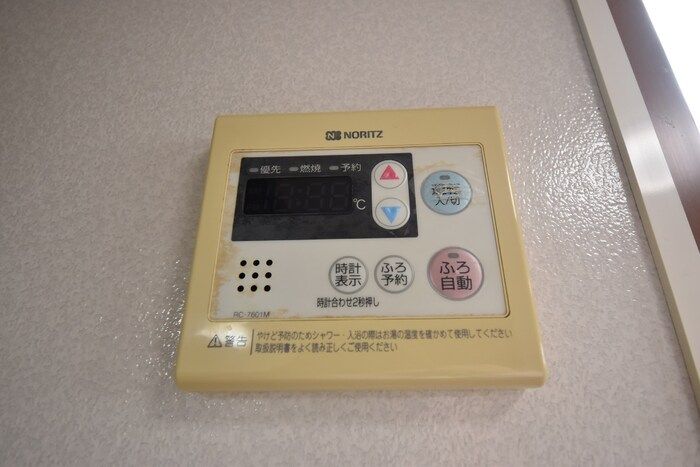 NORITZ
優先 燃焼 予約
℃
入/切
時計
表示
ふろ
予約
ふろ
自動
時計合わせ2秒押し
RC-7601M
警告
やけど予防のためシャワー・入浴の際はお湯の温度を確かめて使用してください
取扱説明書をよく読み正しくご使用ください